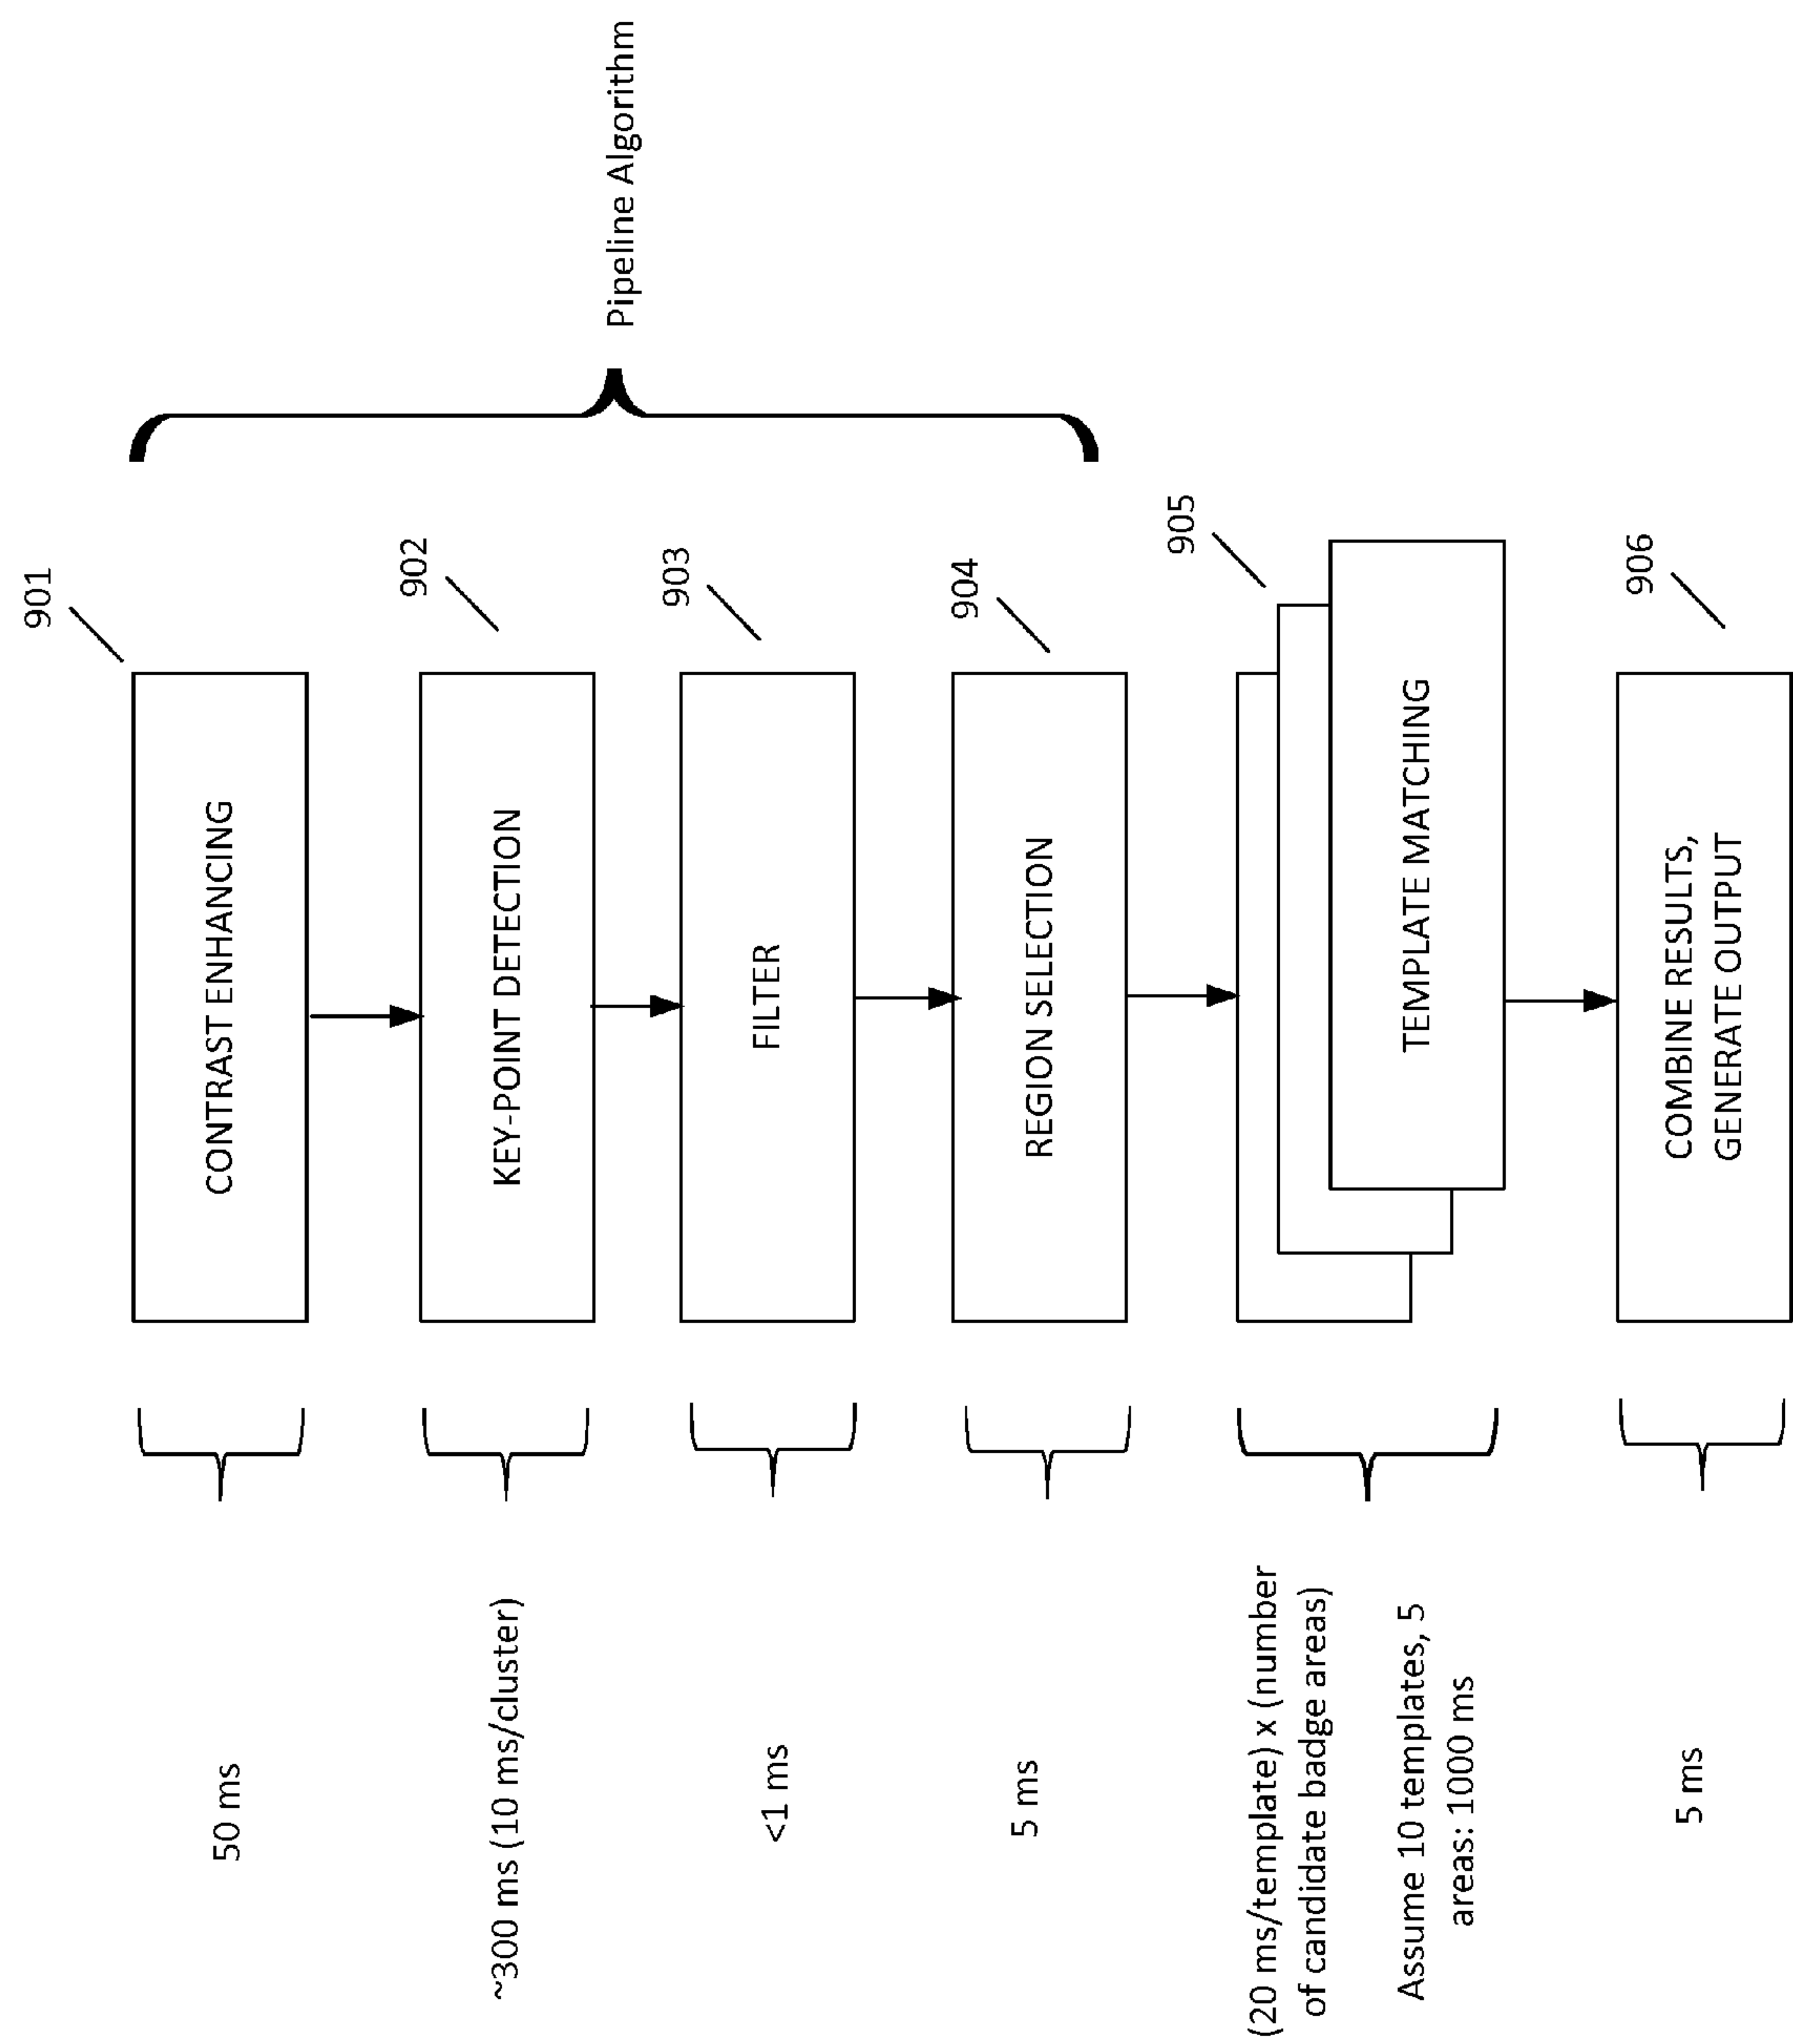 901
CONTRAST ENHANCING
50 ms
902
KEY-POINT DETECTION
~300 ms (10 ms/cluster)
903
FILTER
<1 ms
904
REGION SELECTION
5 ms
Pipeline Algorithm
905
TEMPLATE MATCHING
(20 ms/template) x (number
of candidate badge areas)
Assume 10 templates, 5
areas: 1000 ms
906
COMBINE RESULTS,
GENERATE OUTPUT
5 ms